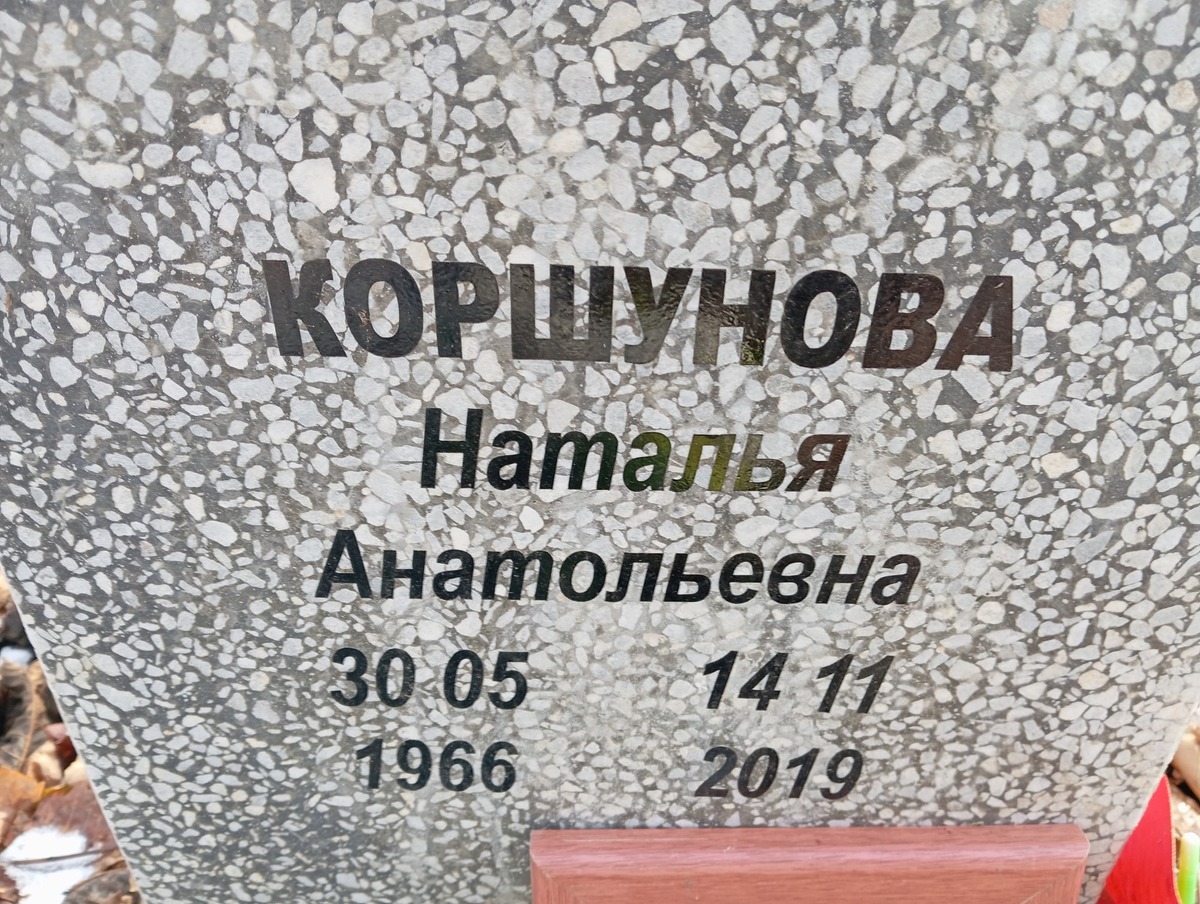 КОРШУНОВА
Наталья
Анатольевна
30 05 14 11
1966 2019